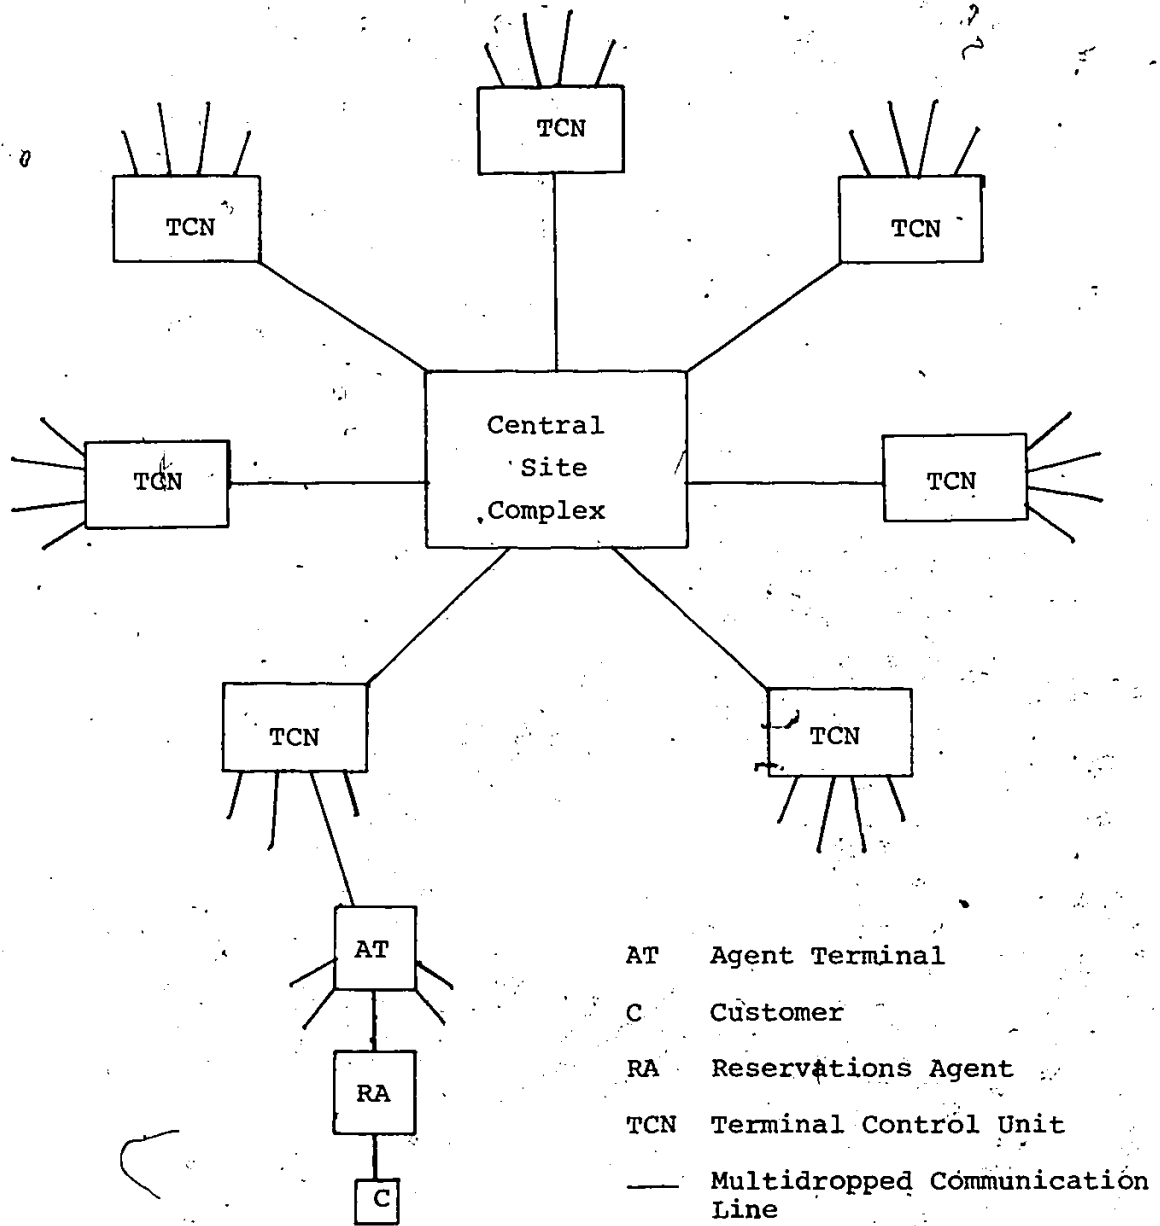 TCN
TCN
TCN
Central
Site
Complex
TCN
TCN
TCN
TCN
AT
RA
C
AT Agent Terminal
C Customer
RA Reservations Agent
TCN Terminal Control Unit
Multidropped Communication
Line